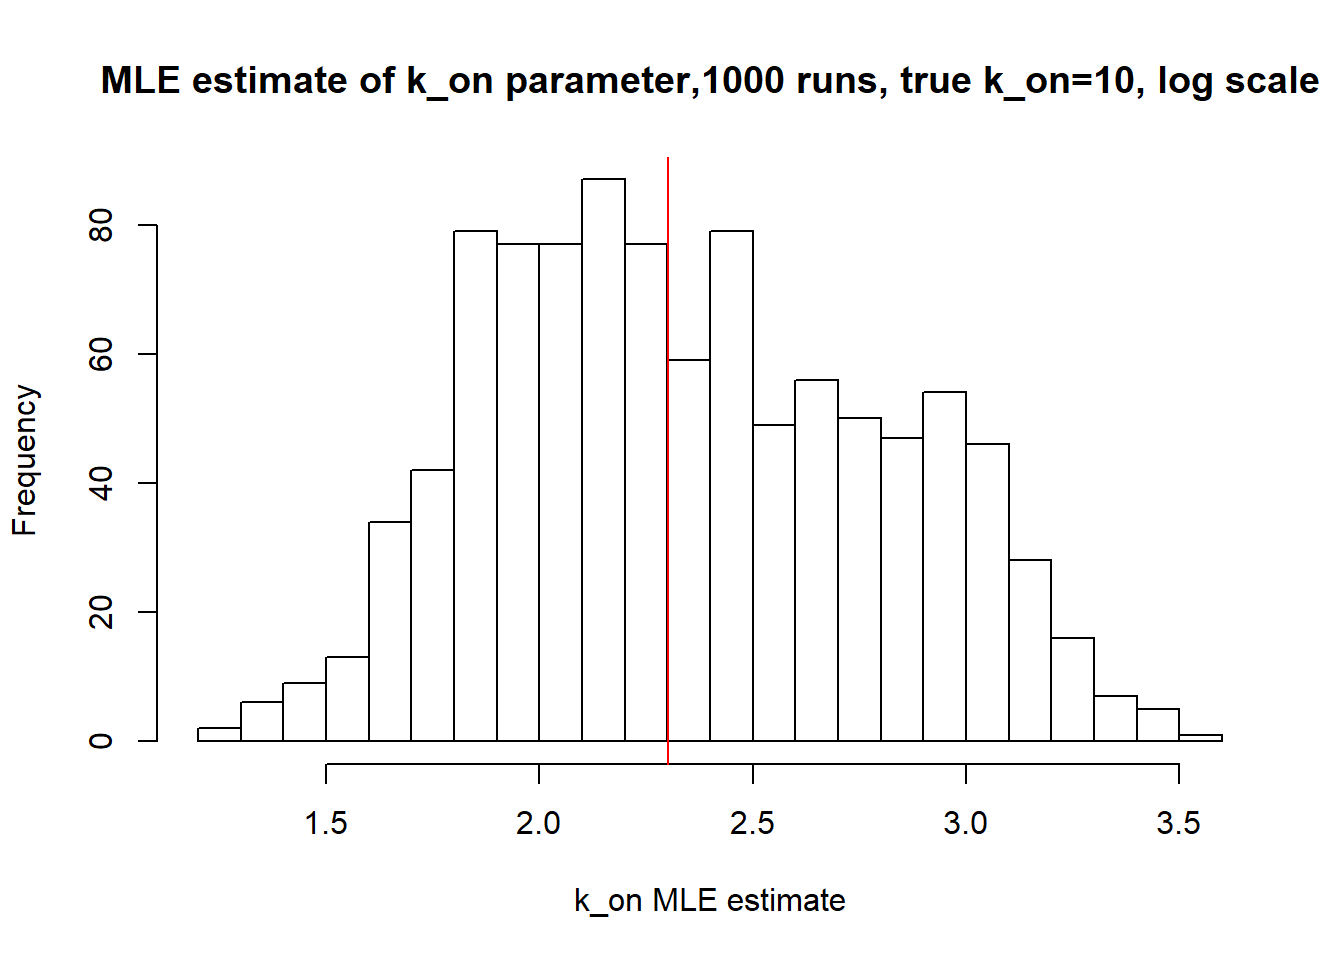 MLE estimate of k_on parameter,1000 runs, true k_on=10, log scale
Frequency
80
60
40
20
0
1.5 2.0 2.5 3.0 3.5
k_on MLE estimate